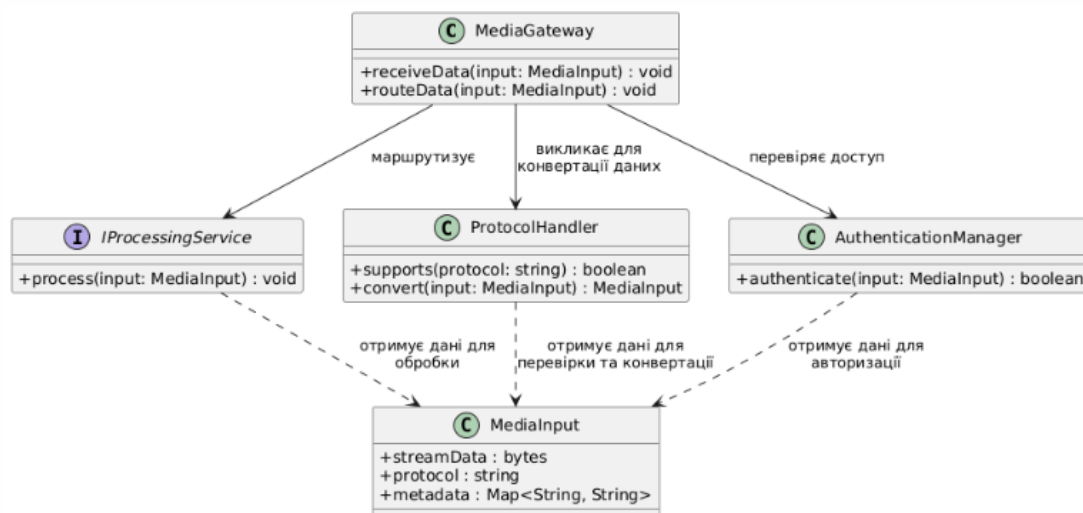 C MediaGateway
+receiveData(input: MediaInput) : void
+routeData(input: MediaInput) : void
маршрутизує
викликає для
конвертації даних
перевіряє доступ
I IProcessingService
+process(input: MediaInput) : void
C ProtocolHandler
+supports(protocol: string) : boolean
+convert(input: MediaInput) : MediaInput
C AuthenticationManager
+authenticate(input: MediaInput) : boolean
отримує дані для
обробки
отримує дані для
перевірки та конвертації
отримує дані для
авторизації
C MediaInput
+streamData : bytes
+protocol : string
+metadata : Map<String, String>